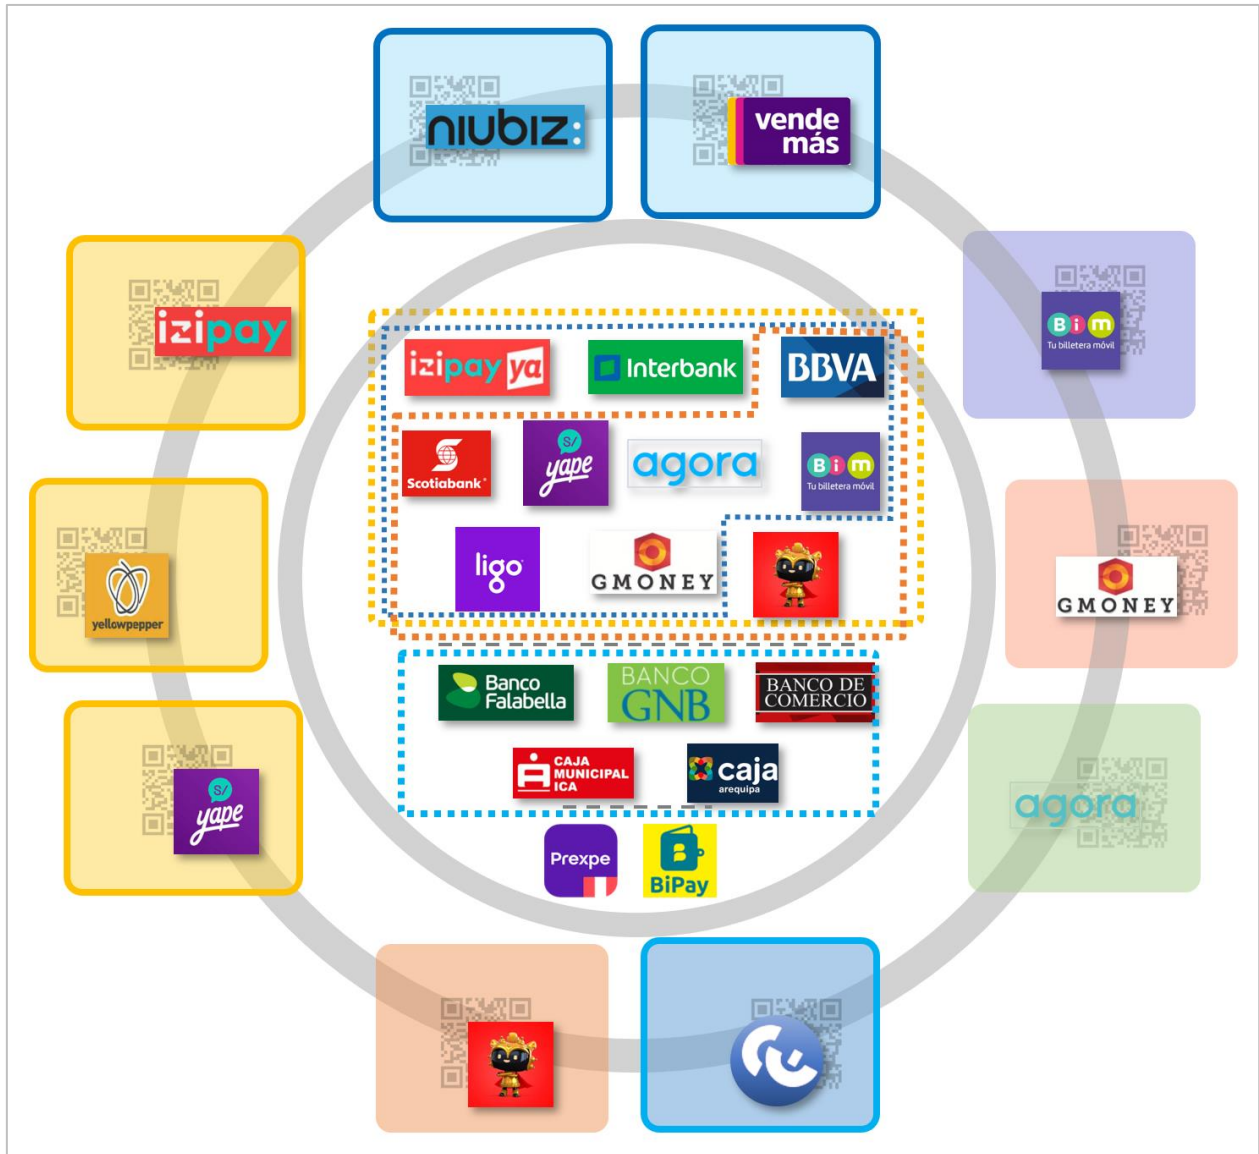 niubiz:
vende
más
izipay
Bim
Tu billetera móvil
izipay ya
Interbank
BBVA
Scotiabank
S/
yape
agora
Bim
Tu billetera móvil
yellowpepper
ligo
GMONEY
GMONEY
Banco
Falabella
BANCO
GNB
BANCO DE
COMERCIO
S/
yape
CAJA
MUNICIPAL
ICA
caja
arequipa
agora
Prexpe
B
BiPay